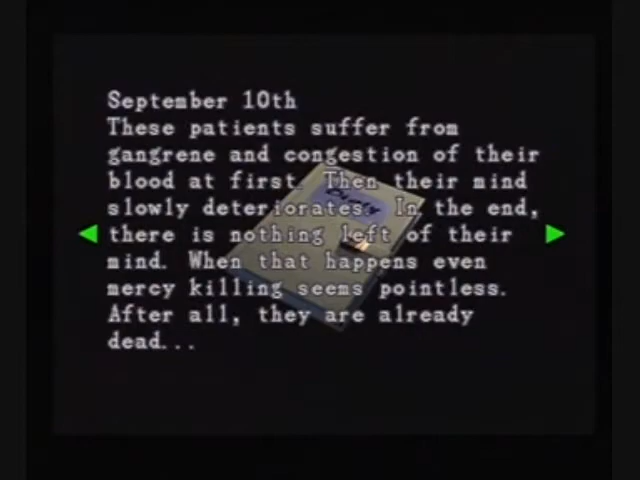 September 10th
These patients suffer from
gangrene and congestion of their
blood at first. Then their mind
slowly deteriorates. In the end,
there is nothing left of their
mind. When that happens even
mercy killing seems pointless.
After all, they are already
dead...
Diary